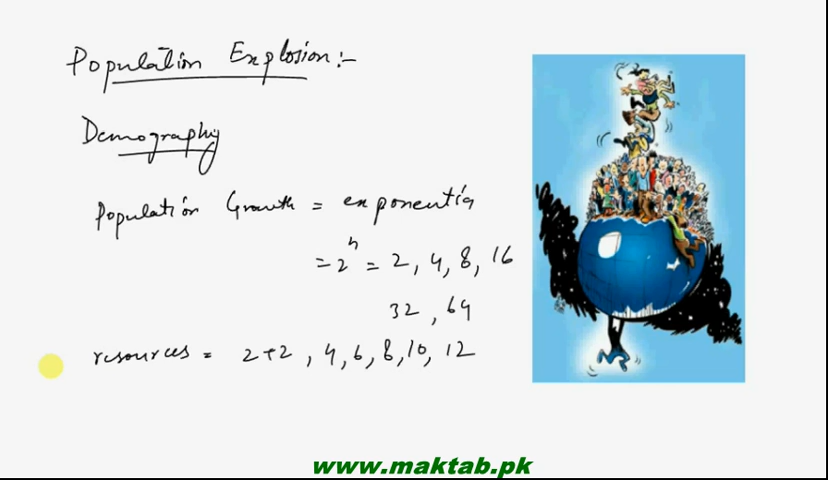 Population Explosion:-
Demography
Population Growth = exponentia
= 2ⁿ = 2, 4, 8, 16
32, 64
resources = 2+2, 4, 6, 8, 10, 12
www.maktab.pk